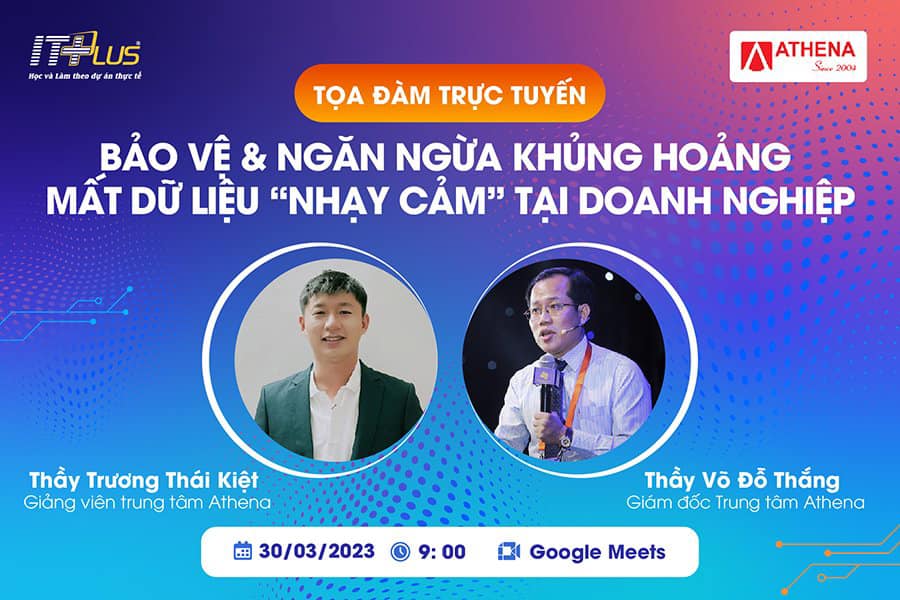 ITPLUS
Học và Làm theo dự án thực tế
ATHENA
Since 2004
TỌA ĐÀM TRỰC TUYẾN
BẢO VỆ & NGĂN NGỪA KHỦNG HOẢNG
MẤT DỮ LIỆU “NHẠY CẢM” TẠI DOANH NGHIỆP
Thầy Trương Thái Kiệt
Giảng viên trung tâm Athena
Thầy Võ Đỗ Thắng
Giám đốc Trung tâm Athena
30/03/2023 9: 00 Google Meets